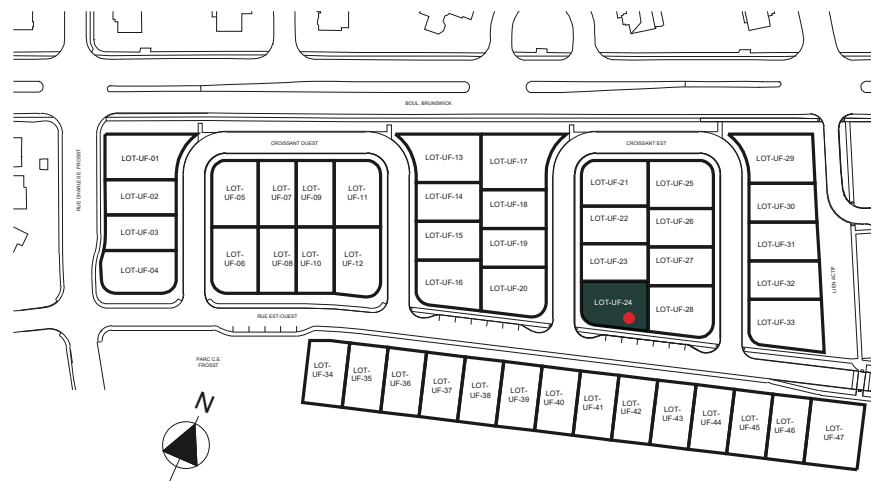 BOUL. BRUNSWICK
RUE CHARLES E. FROSST
CROISSANT OUEST
CROISSANT EST
LOT-UF-01
LOT-UF-02
LOT-UF-03
LOT-UF-04
LOT-
UF-05
LOT-
UF-07
LOT-
UF-09
LOT-
UF-11
LOT-
UF-06
LOT-
UF-08
LOT-
UF-10
LOT-
UF-12
LOT-UF-13
LOT-UF-14
LOT-UF-15
LOT-UF-16
LOT-UF-17
LOT-UF-18
LOT-UF-19
LOT-UF-20
LOT-UF-21
LOT-UF-22
LOT-UF-23
LOT-UF-24
LOT-UF-25
LOT-UF-26
LOT-UF-27
LOT-UF-28
LOT-UF-29
LOT-UF-30
LOT-UF-31
LOT-UF-32
LOT-UF-33
LIEN ACTIF
RUE EST-OUEST
PARC C.E.
FROSST
LOT-
UF-34
LOT-
UF-35
LOT-
UF-36
LOT-
UF-37
LOT-
UF-38
LOT-
UF-39
LOT-
UF-40
LOT-
UF-41
LOT-
UF-42
LOT-
UF-43
LOT-
UF-44
LOT-
UF-45
LOT-
UF-46
LOT-
UF-47
N